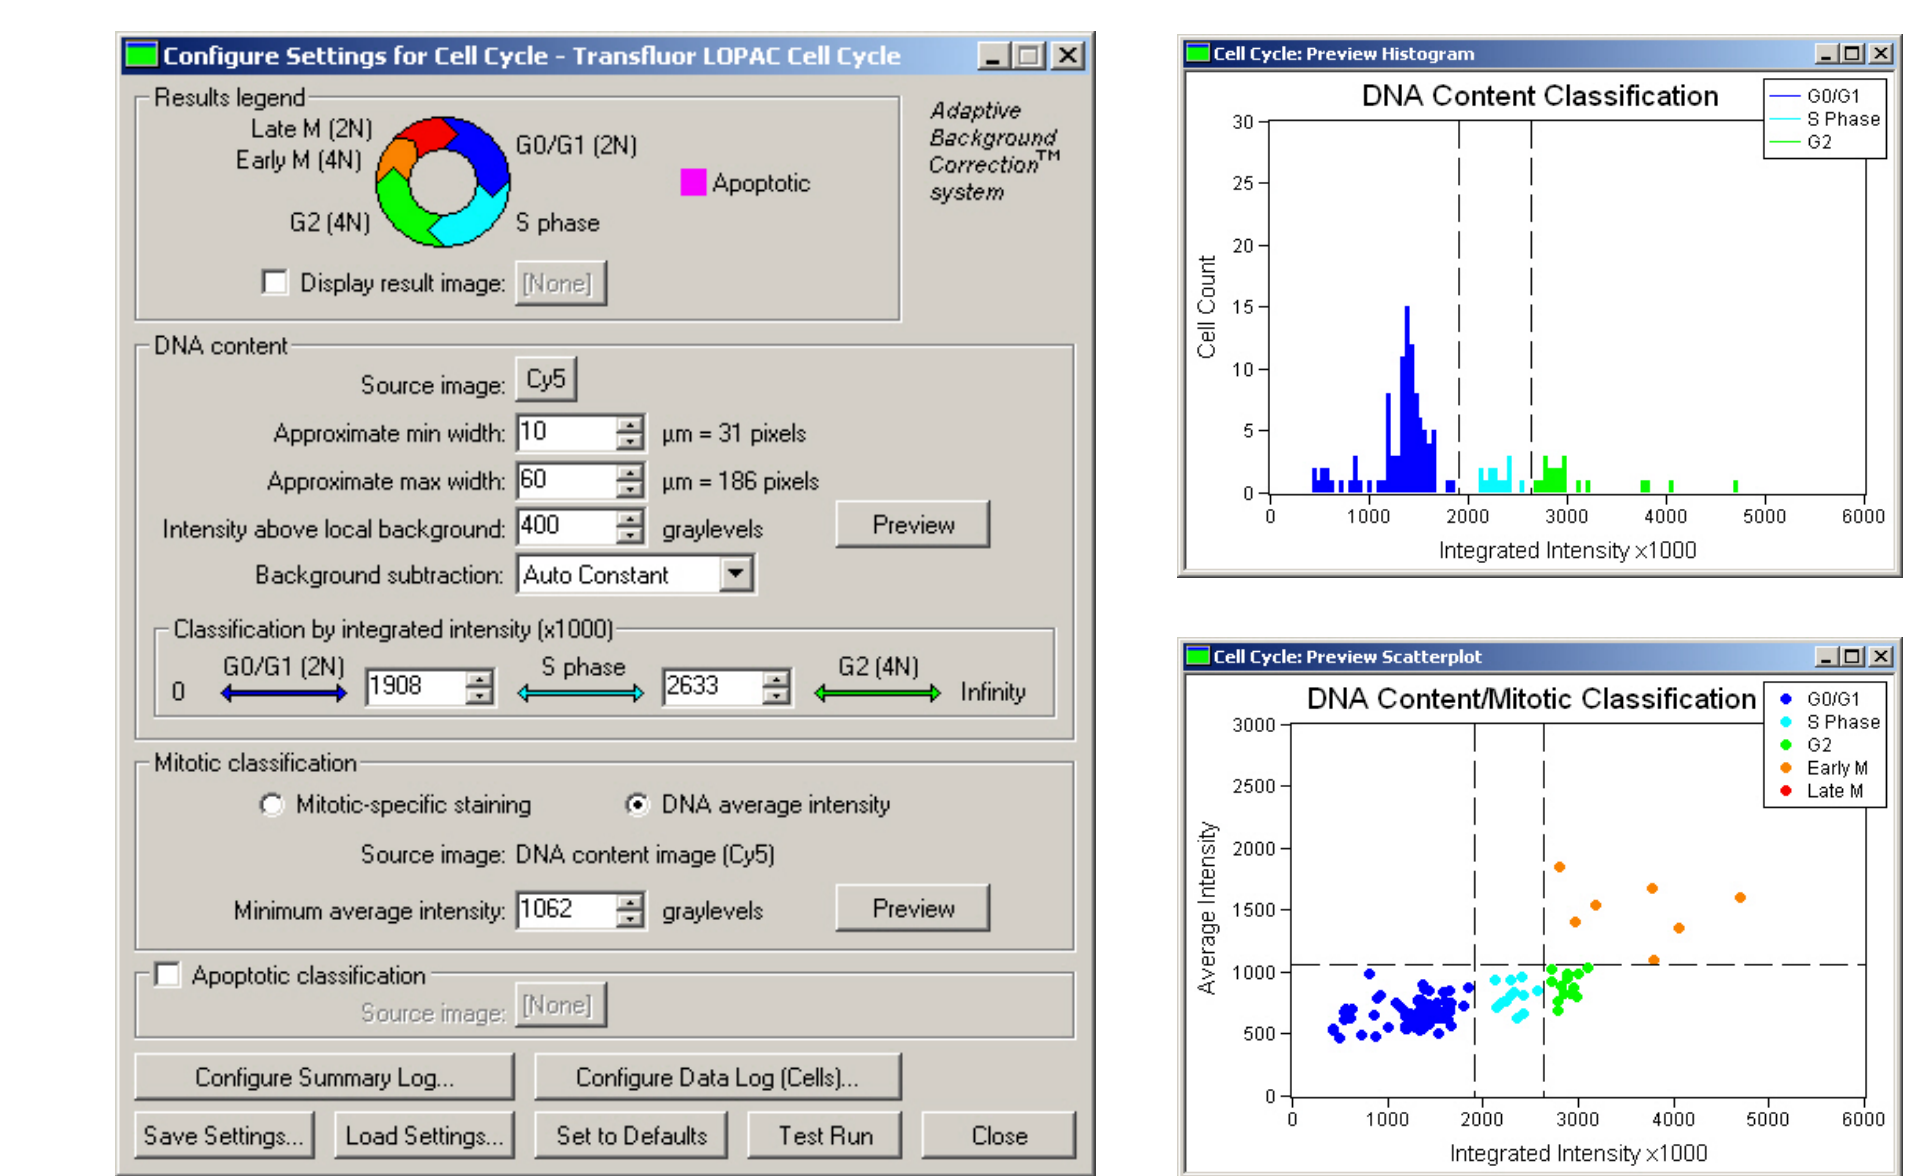 Configure Settings for Cell Cycle - Transfluor LOPAC Cell Cycle
Results legend
Late M (2N)
Early M (4N)
G0/G1 (2N)
G2 (4N)
S phase
Apoptotic
Display result image: [None]
Adaptive
Background
Correction™
system
DNA content
Source image: Cy5
Approximate min width: 10 µm = 31 pixels
Approximate max width: 60 µm = 186 pixels
Intensity above local background: 400 graylevels Preview
Background subtraction: Auto Constant
Classification by integrated intensity (x1000)
G0/G1 (2N) S phase G2 (4N)
0 1908 2633 Infinity
Mitotic classification
Mitotic-specific staining DNA average intensity
Source image: DNA content image (Cy5)
Minimum average intensity: 1062 graylevels Preview
Apoptotic classification
Source image: [None]
Configure Summary Log... Configure Data Log (Cells)...
Save Settings... Load Settings... Set to Defaults Test Run Close
Cell Cycle: Preview Histogram
DNA Content Classification
G0/G1
S Phase
G2
Cell Count
30
25
20
15
10
5
0
0 1000 2000 3000 4000 5000 6000
Integrated Intensity x1000
Cell Cycle: Preview Scatterplot
DNA Content/Mitotic Classification
G0/G1
S Phase
G2
Early M
Late M
Average Intensity
3000
2500
2000
1500
1000
500
0
0 1000 2000 3000 4000 5000 6000
Integrated Intensity x1000